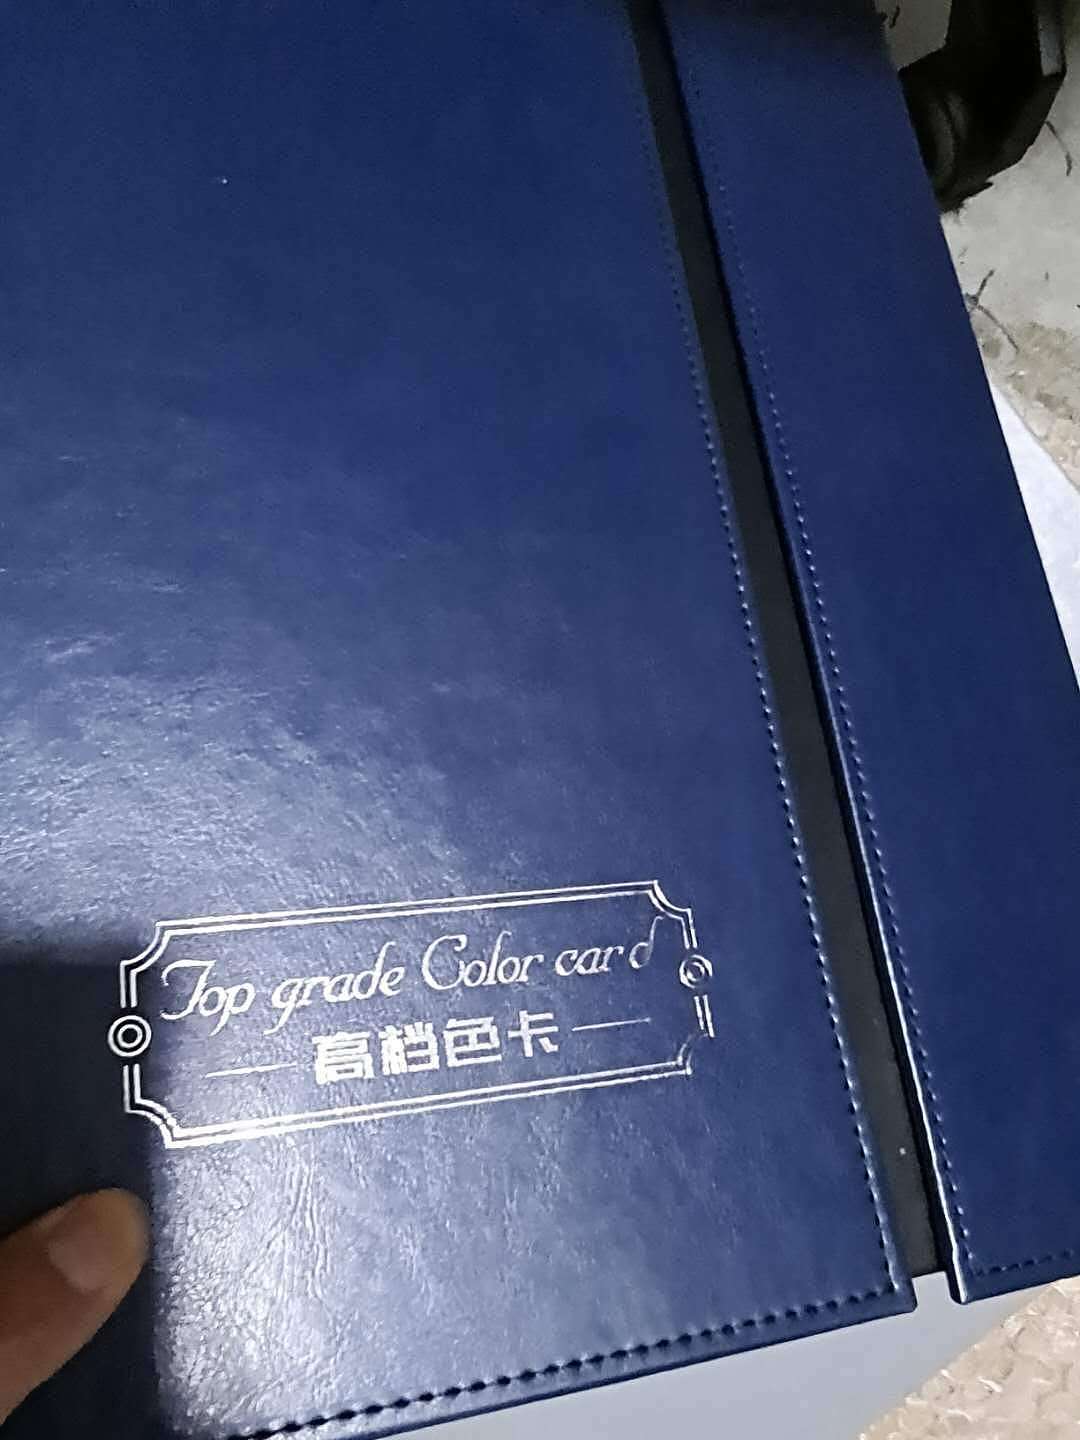 Top grade Color card
高档色卡